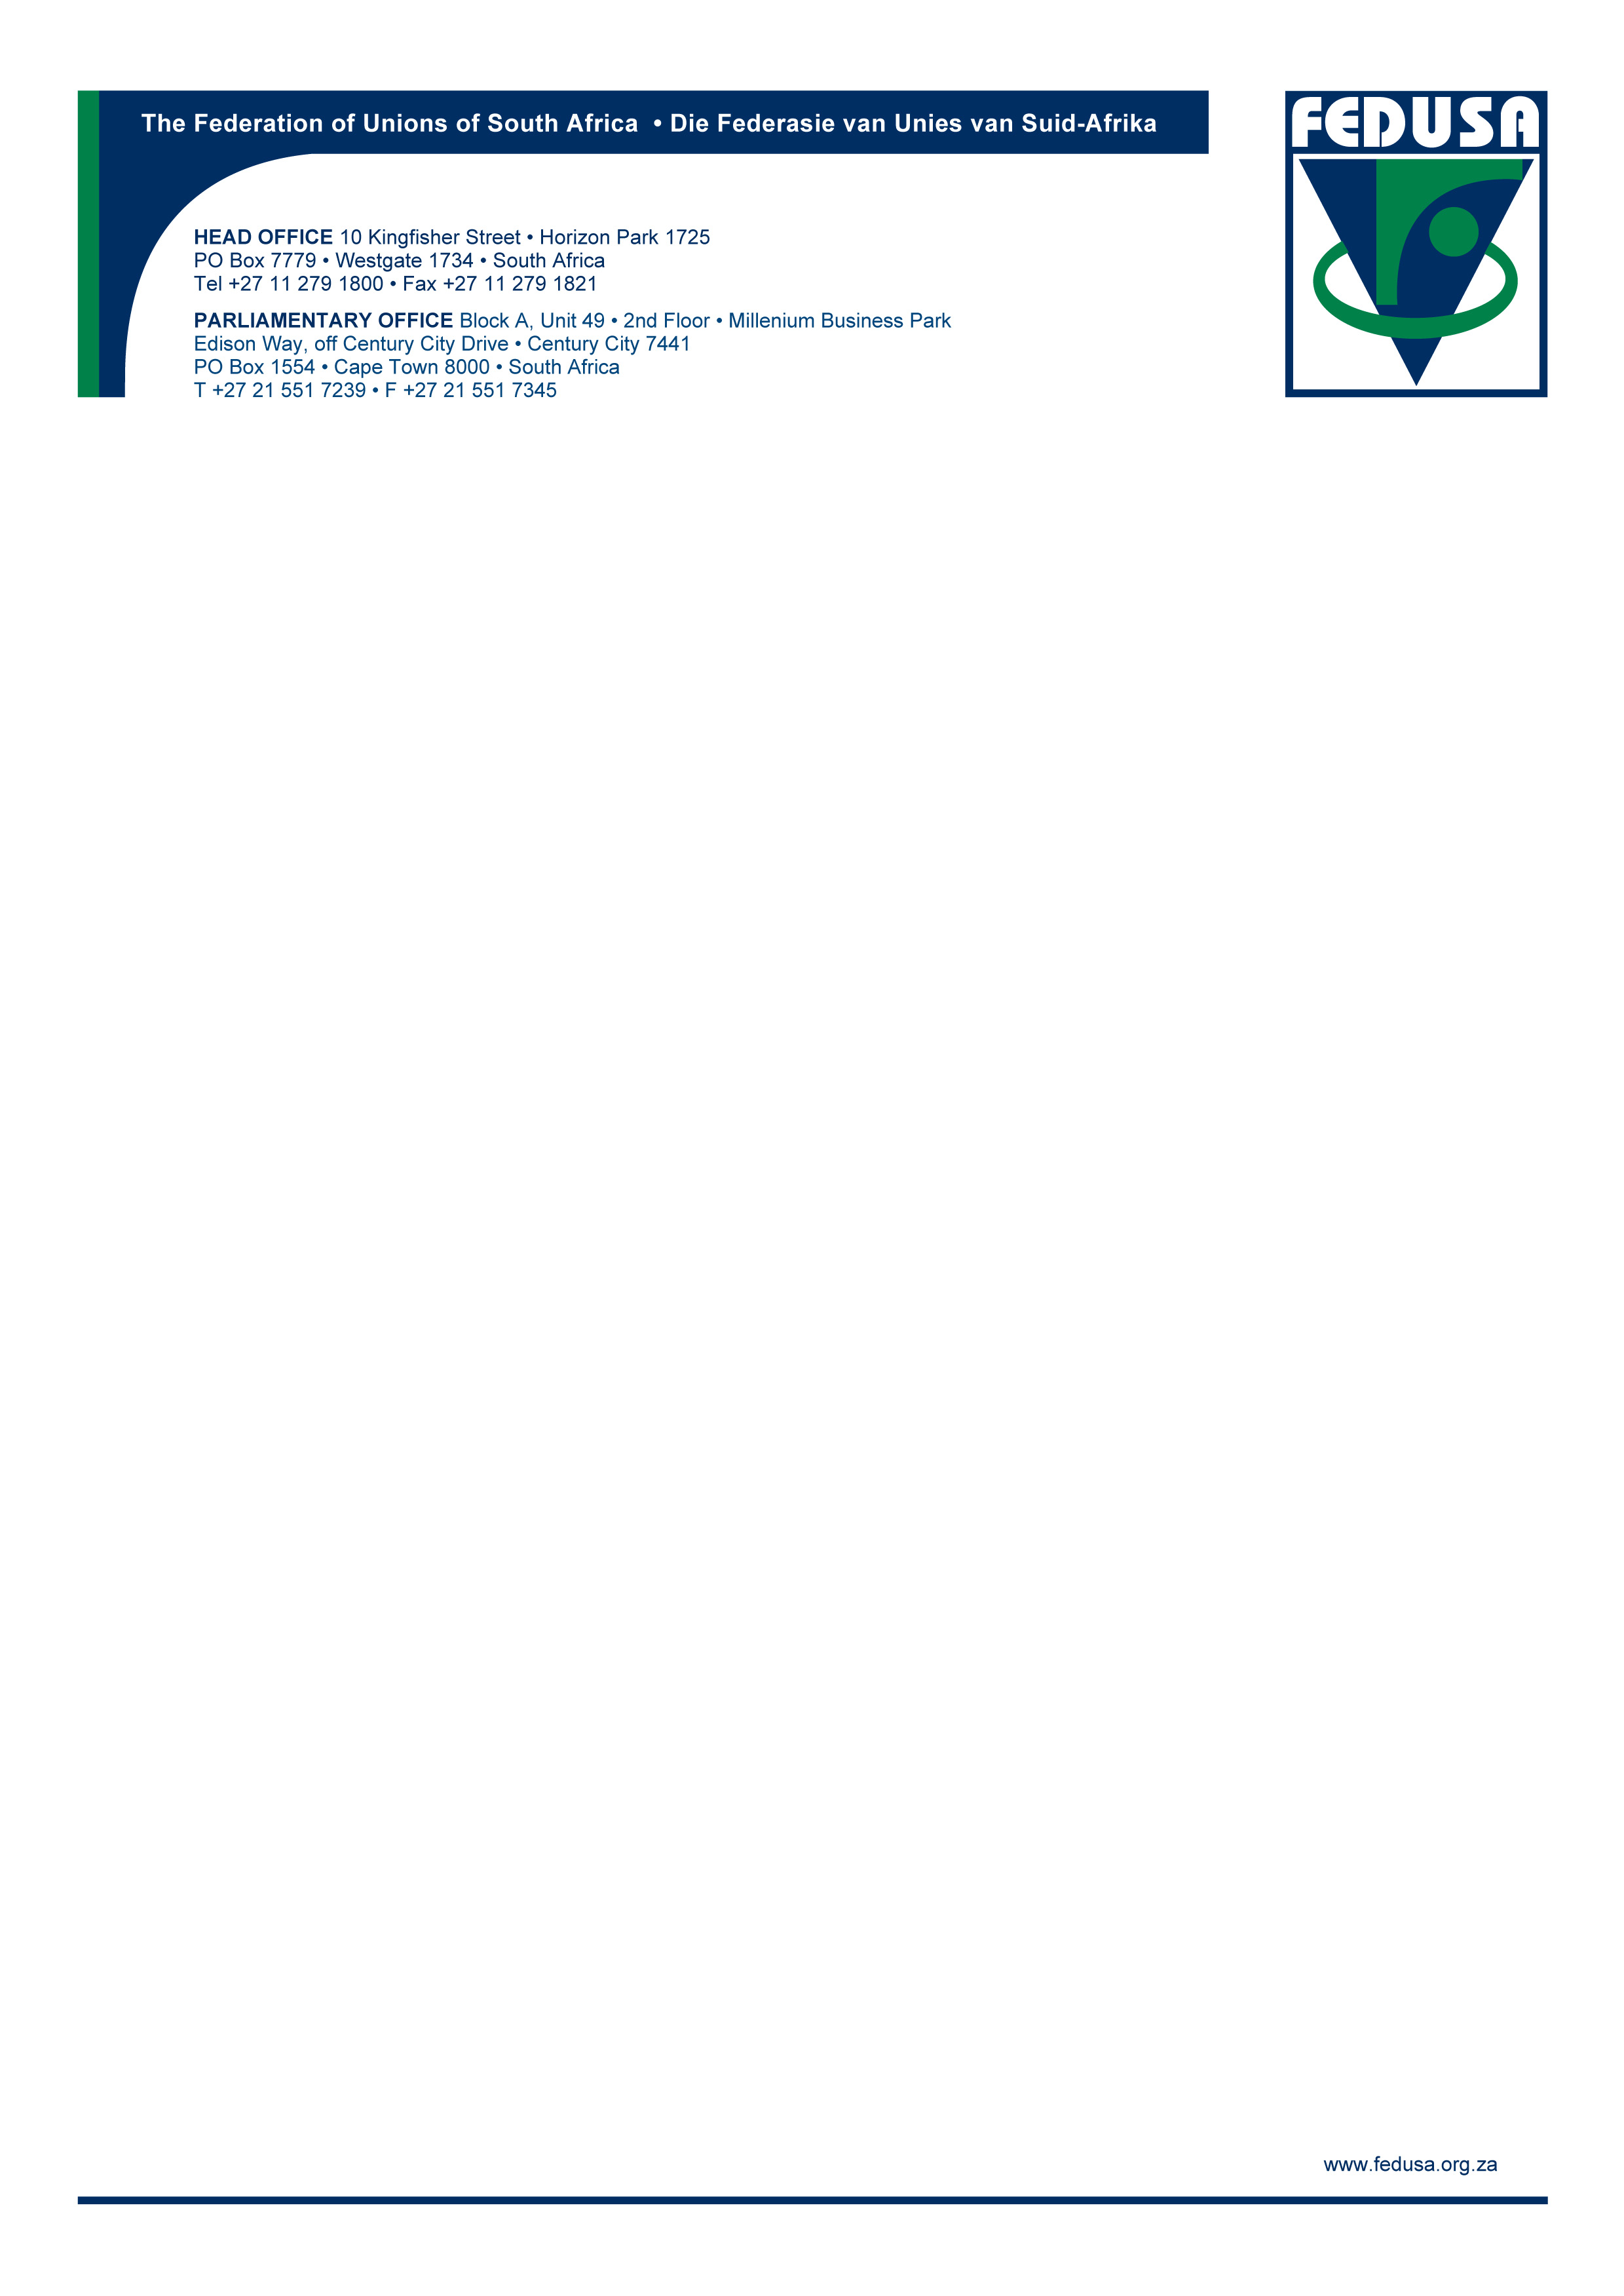 The Federation of Unions of South Africa • Die Federasie van Unies van Suid-Afrika
FEDUSA
HEAD OFFICE 10 Kingfisher Street • Horizon Park 1725
PO Box 7779 • Westgate 1734 • South Africa
Tel +27 11 279 1800 • Fax +27 11 279 1821
PARLIAMENTARY OFFICE Block A, Unit 49 • 2nd Floor • Millenium Business Park
Edison Way, off Century City Drive • Century City 7441
PO Box 1554 • Cape Town 8000 • South Africa
T +27 21 551 7239 • F +27 21 551 7345
www.fedusa.org.za